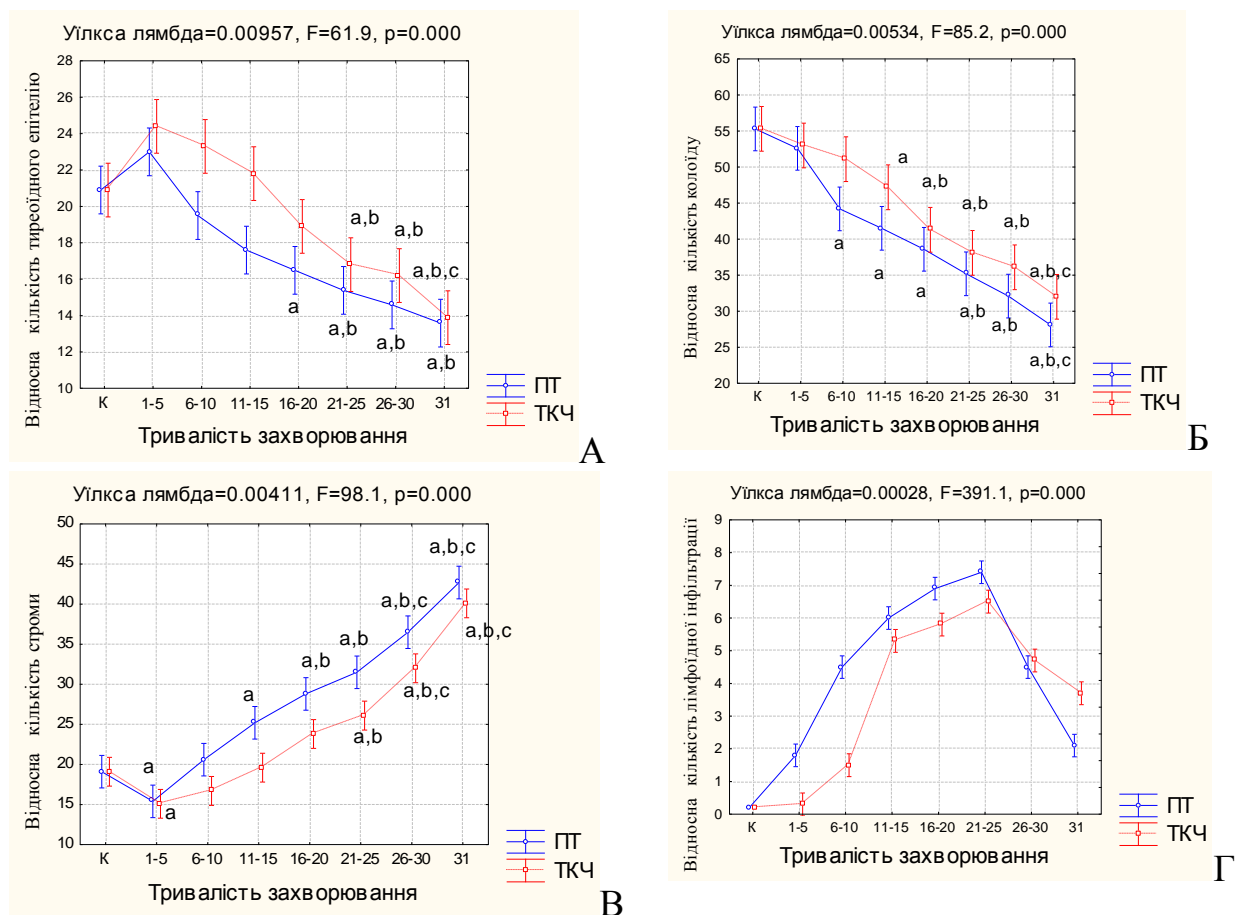 Уїлкса лямбда=0.00957, F=61.9, p=0.000
Відносна кількість тиреоїдного епітелію
28
26
24
22
20
18
16
14
12
10
a,b
a,b
a,b,c
a
a,b
a,b
a,b
К 1-5 6-10 11-15 16-20 21-25 26-30 31
Тривалість захворювання
ПТ
ТКЧ
А
Уїлкса лямбда=0.00534, F=85.2, p=0.000
Відносна кількість колоїду
65
60
55
50
45
40
35
30
25
20
a
a,b
a,b
a,b
a,b,c
a
a
a
a,b
a,b
a,b,c
К 1-5 6-10 11-15 16-20 21-25 26-30 31
Тривалість захворювання
ПТ
ТКЧ
Б
Уїлкса лямбда=0.00411, F=98.1, p=0.000
Відносна кількість строми
50
45
40
35
30
25
20
15
10
a,b,c
a,b,c
a,b
a,b
a
a
a,b,c
a,b,c
a,b
a
К 1-5 6-10 11-15 16-20 21-25 26-30 31
Тривалість захворювання
ПТ
ТКЧ
В
Уїлкса лямбда=0.00028, F=391.1, p=0.000
Відносна кількість лімфоїдної інфільтрації
9
8
7
6
5
4
3
2
1
0
К 1-5 6-10 11-15 16-20 21-25 26-30 31
Тривалість захворювання
ПТ
ТКЧ
Г